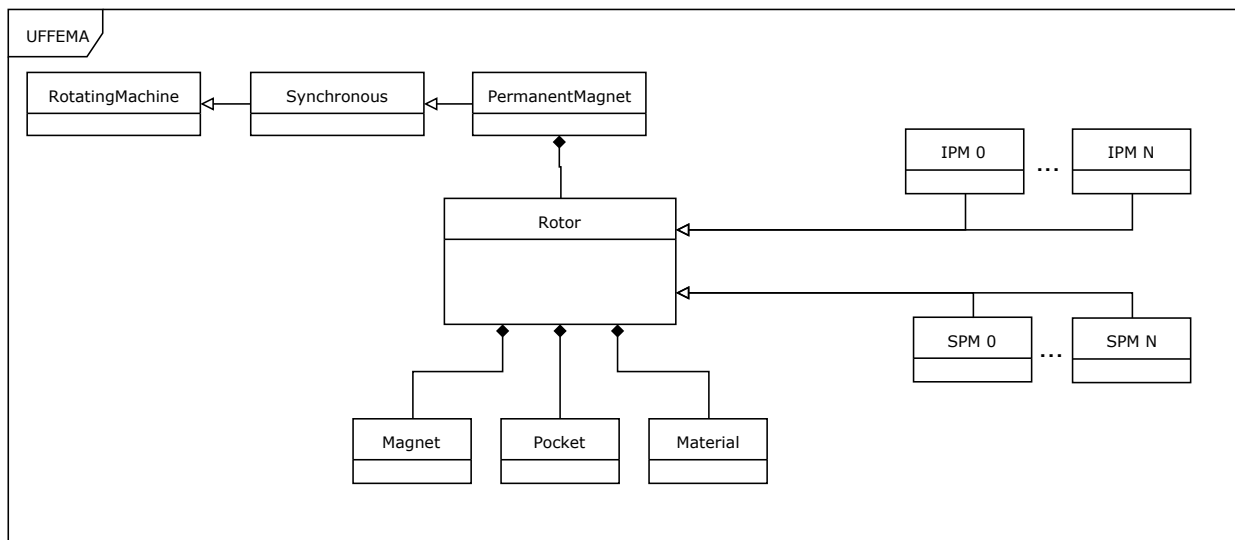 UFFEMA
RotatingMachine
Synchronous
PermanentMagnet
IPM 0
...
IPM N
Rotor
SPM 0
...
SPM N
Magnet
Pocket
Material